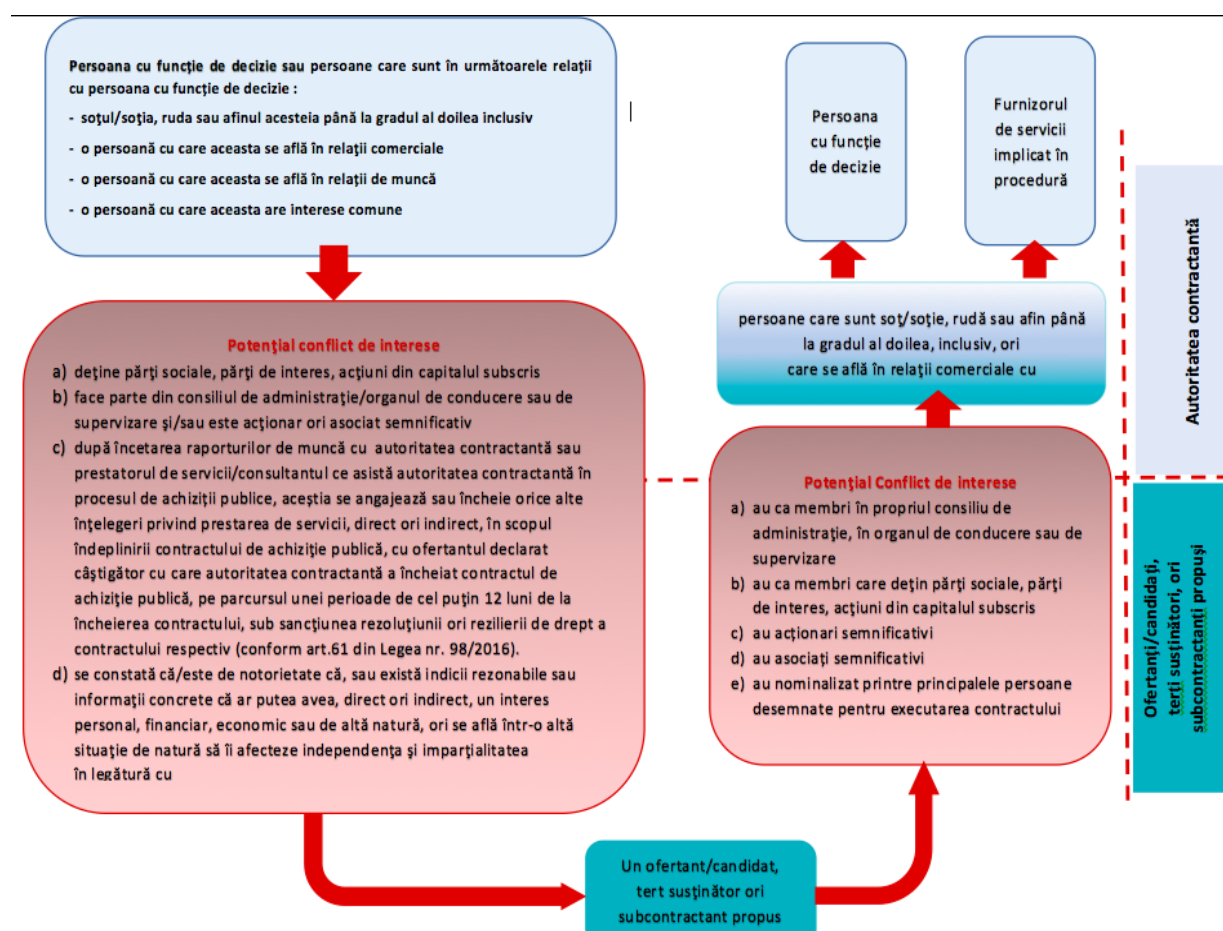 Persoana cu funcție de decizie sau persoane care sunt în următoarele relații
cu persoana cu funcție de decizie :
- soțul/soția, ruda sau afinul acesteia până la gradul al doilea inclusiv
- o persoană cu care aceasta se află în relații comerciale
- o persoană cu care aceasta se află în relații de muncă
- o persoană cu care aceasta are interese comune
Potențial conflict de interese
a) deține părți sociale, părți de interes, acțiuni din capitalul subscris
b) face parte din consiliul de administrație/organul de conducere sau de
supervizare și/sau este acționar ori asociat semnificativ
c) după încetarea raporturilor de muncă cu autoritatea contractantă sau
prestatorul de servicii/consultantul ce asistă autoritatea contractantă în
procesul de achiziții publice, aceștia se angajează sau încheie orice alte
înțelegeri privind prestarea de servicii, direct ori indirect, în scopul
îndeplinirii contractului de achiziție publică, cu ofertantul declarat
câștigător cu care autoritatea contractantă a încheiat contractul de
achiziție publică, pe parcursul unei perioade de cel puțin 12 luni de la
încheierea contractului, sub sancțiunea rezoluțiunii ori rezilierii de drept a
contractului respectiv (conform art.61 din Legea nr. 98/2016).
d) se constată că/este de notorietate că, sau există indicii rezonabile sau
informații concrete că ar putea avea, direct ori indirect, un interes
personal, financiar, economic sau de altă natură, ori se află într-o altă
situație de natură să îi afecteze independența și imparțialitatea
în legătură cu
Un ofertant/candidat,
tert susținător ori
subcontractant propus
Potențial Conflict de interese
a) au ca membri în propriul consiliu de
administrație, în organul de conducere sau de
supervizare
b) au ca membri care dețin părți sociale, părți
de interes, acțiuni din capitalul subscris
c) au acționari semnificativi
d) au asociați semnificativi
e) au nominalizat printre principalele persoane
desemnate pentru executarea contractului
persoane care sunt soț/soție, rudă sau afin până
la gradul al doilea, inclusiv, ori
care se află în relații comerciale cu
Persoana
cu funcție
de decizie
Furnizorul
de servicii
implicat în
procedură
Autoritatea contractantă
Ofertanți/candidați,
terți susținători, ori
subcontractanți propuși